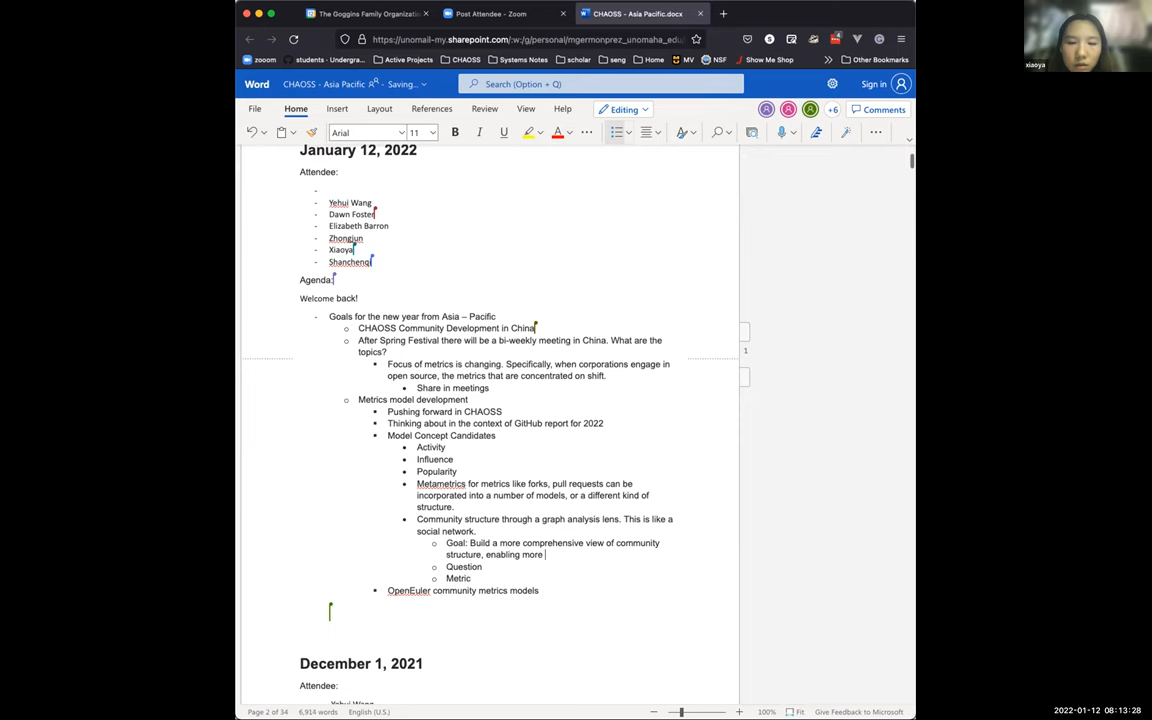 The Goggins Family Organizatio
Post Attendee - Zoom
CHAOSS - Asia Pacific.docx
https://unomail-my.sharepoint.com/:w:/g/personal/mgermonprez_unomaha_edu
zooom
students - Undergra...
Active Projects
CHAOSS
Systems Notes
scholar
seng
Home
MV
NSF
Show Me Shop
Other Bookmarks
Word
CHAOSS - Asia Pacific - Saving...
Search (Option + Q)
Sign in
File
Home
Insert
Layout
References
Review
View
Help
Editing
+6
Comments
Arial
11
B
I
U
A
January 12, 2022
Attendee:
-
- Yehui Wang
- Dawn Foster
- Elizabeth Barron
- Zhongjun
- Xiaoya
- Shanchenqi
Agenda:
Welcome back!
- Goals for the new year from Asia – Pacific
o CHAOSS Community Development in China
o After Spring Festival there will be a bi-weekly meeting in China. What are the
topics?
▪ Focus of metrics is changing. Specifically, when corporations engage in
open source, the metrics that are concentrated on shift.
• Share in meetings
o Metrics model development
▪ Pushing forward in CHAOSS
▪ Thinking about in the context of GitHub report for 2022
▪ Model Concept Candidates
• Activity
• Influence
• Popularity
• Metametrics for metrics like forks, pull requests can be
incorporated into a number of models, or a different kind of
structure.
• Community structure through a graph analysis lens. This is like a
social network.
o Goal: Build a more comprehensive view of community
structure, enabling more
o Question
o Metric
▪ OpenEuler community metrics models
1
December 1, 2021
Attendee:
Yehui Wang
Page 2 of 34
6,914 words
English (U.S.)
100%
Fit
Give Feedback to Microsoft
xiaoya
2022-01-12 08:13:28